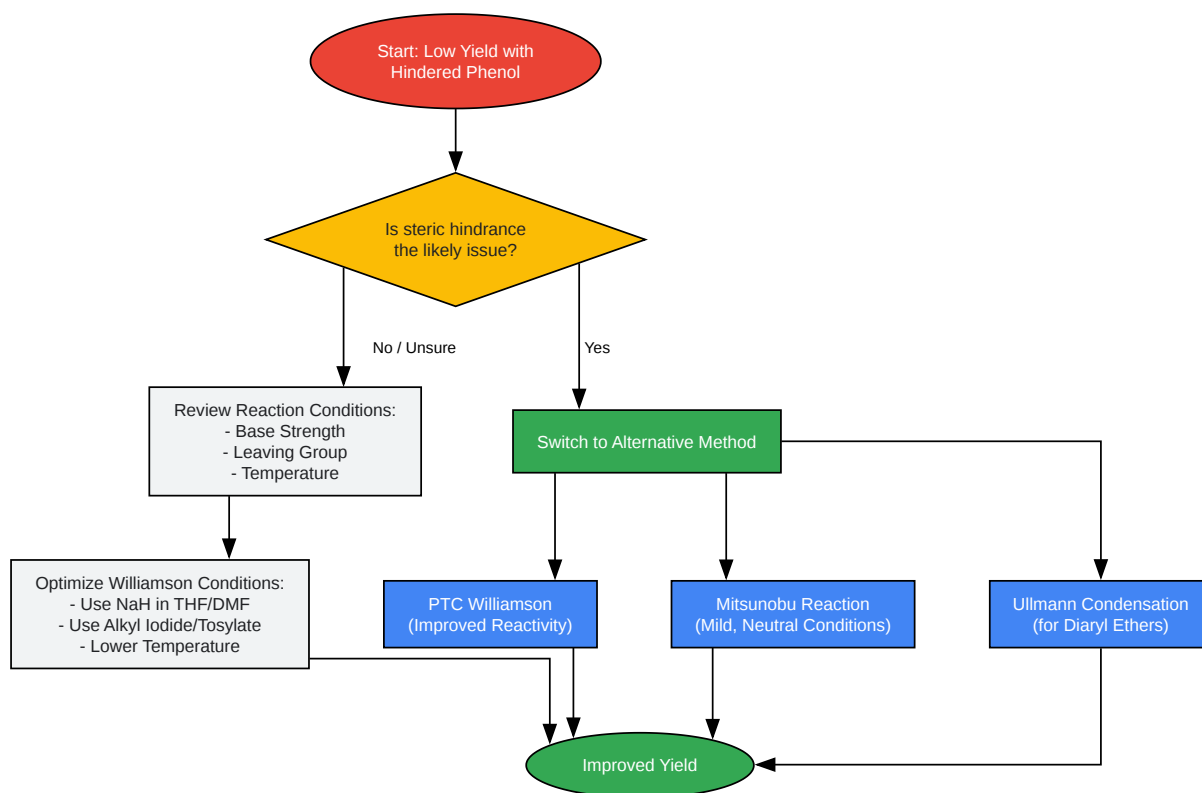 Start: Low Yield with
Hindered Phenol
Is steric hindrance
the likely issue?
No / Unsure
Yes
Review Reaction Conditions:
- Base Strength
- Leaving Group
- Temperature
Switch to Alternative Method
Optimize Williamson Conditions:
- Use NaH in THF/DMF
- Use Alkyl Iodide/Tosylate
- Lower Temperature
PTC Williamson
(Improved Reactivity)
Mitsunobu Reaction
(Mild, Neutral Conditions)
Ullmann Condensation
(for Diaryl Ethers)
Improved Yield